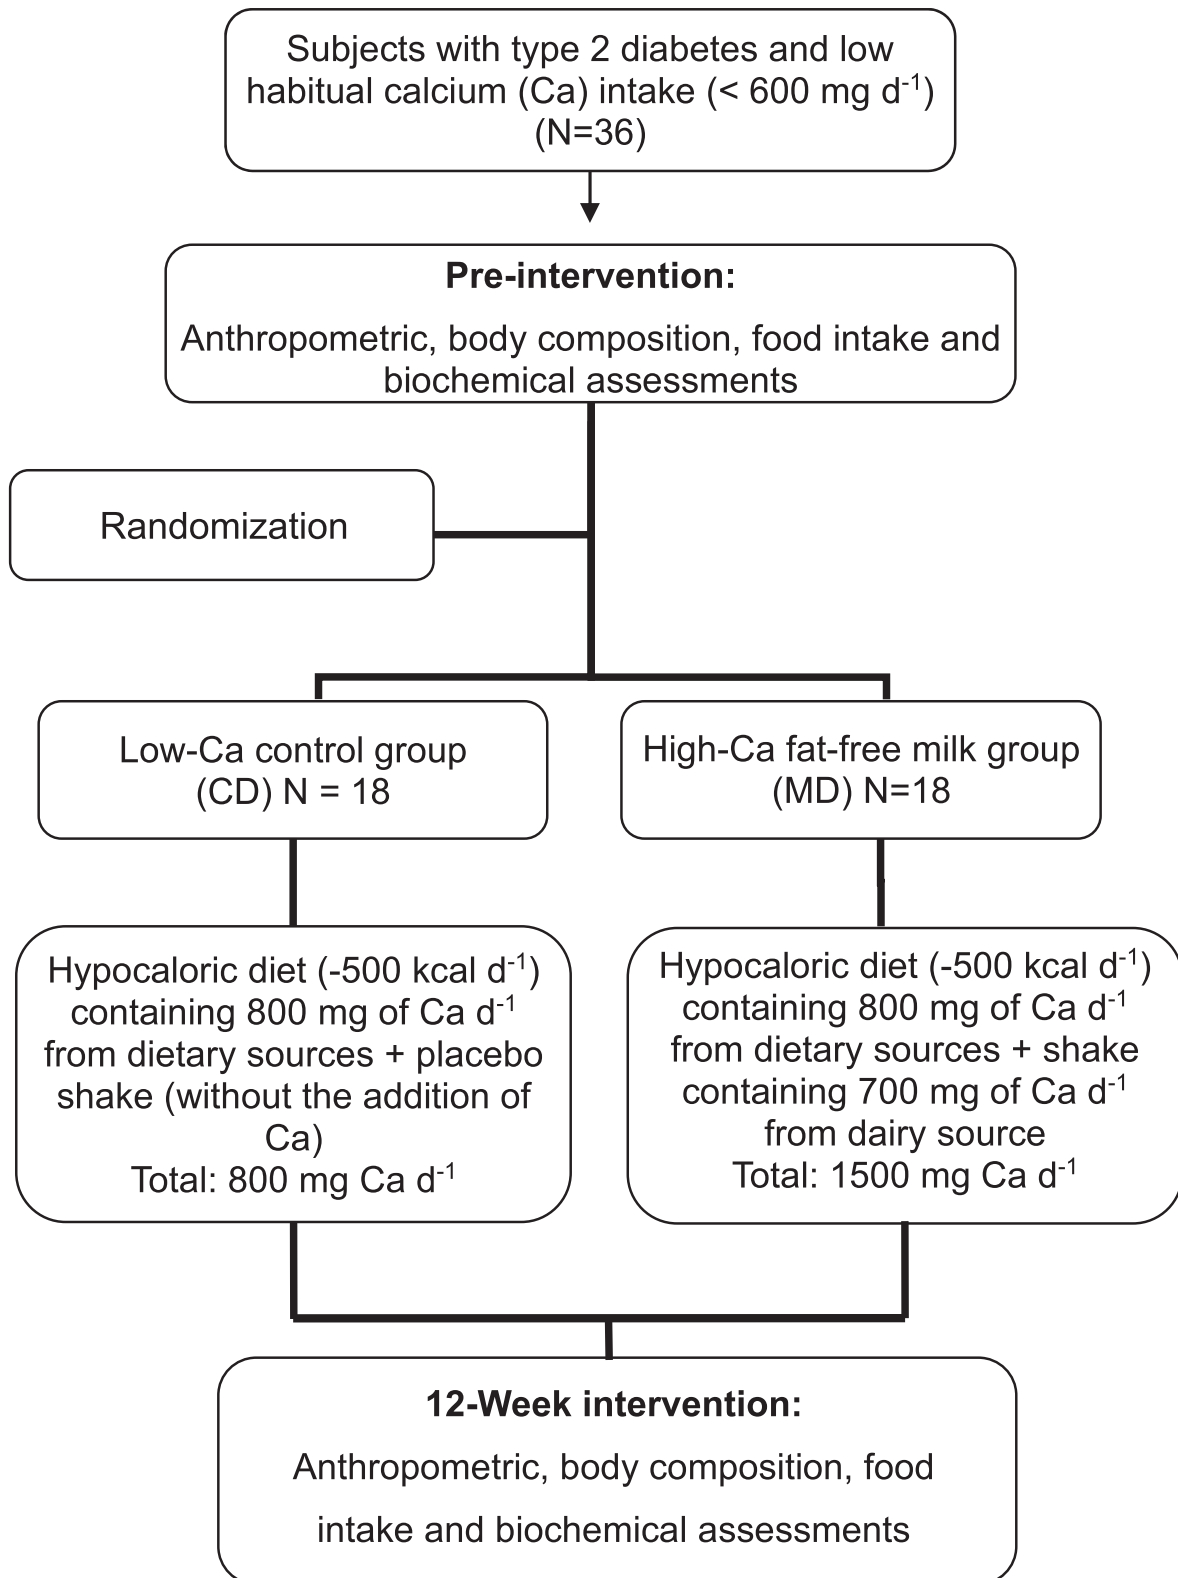 Subjects with type 2 diabetes and low
habitual calcium (Ca) intake (< 600 mg d⁻¹)
(N=36)
Pre-intervention:
Anthropometric, body composition, food intake and
biochemical assessments
Randomization
Low-Ca control group
(CD) N = 18
High-Ca fat-free milk group
(MD) N=18
Hypocaloric diet (-500 kcal d⁻¹)
containing 800 mg of Ca d⁻¹
from dietary sources + placebo
shake (without the addition of
Ca)
Total: 800 mg Ca d⁻¹
Hypocaloric diet (-500 kcal d⁻¹)
containing 800 mg of Ca d⁻¹
from dietary sources + shake
containing 700 mg of Ca d⁻¹
from dairy source
Total: 1500 mg Ca d⁻¹
12-Week intervention:
Anthropometric, body composition, food
intake and biochemical assessments